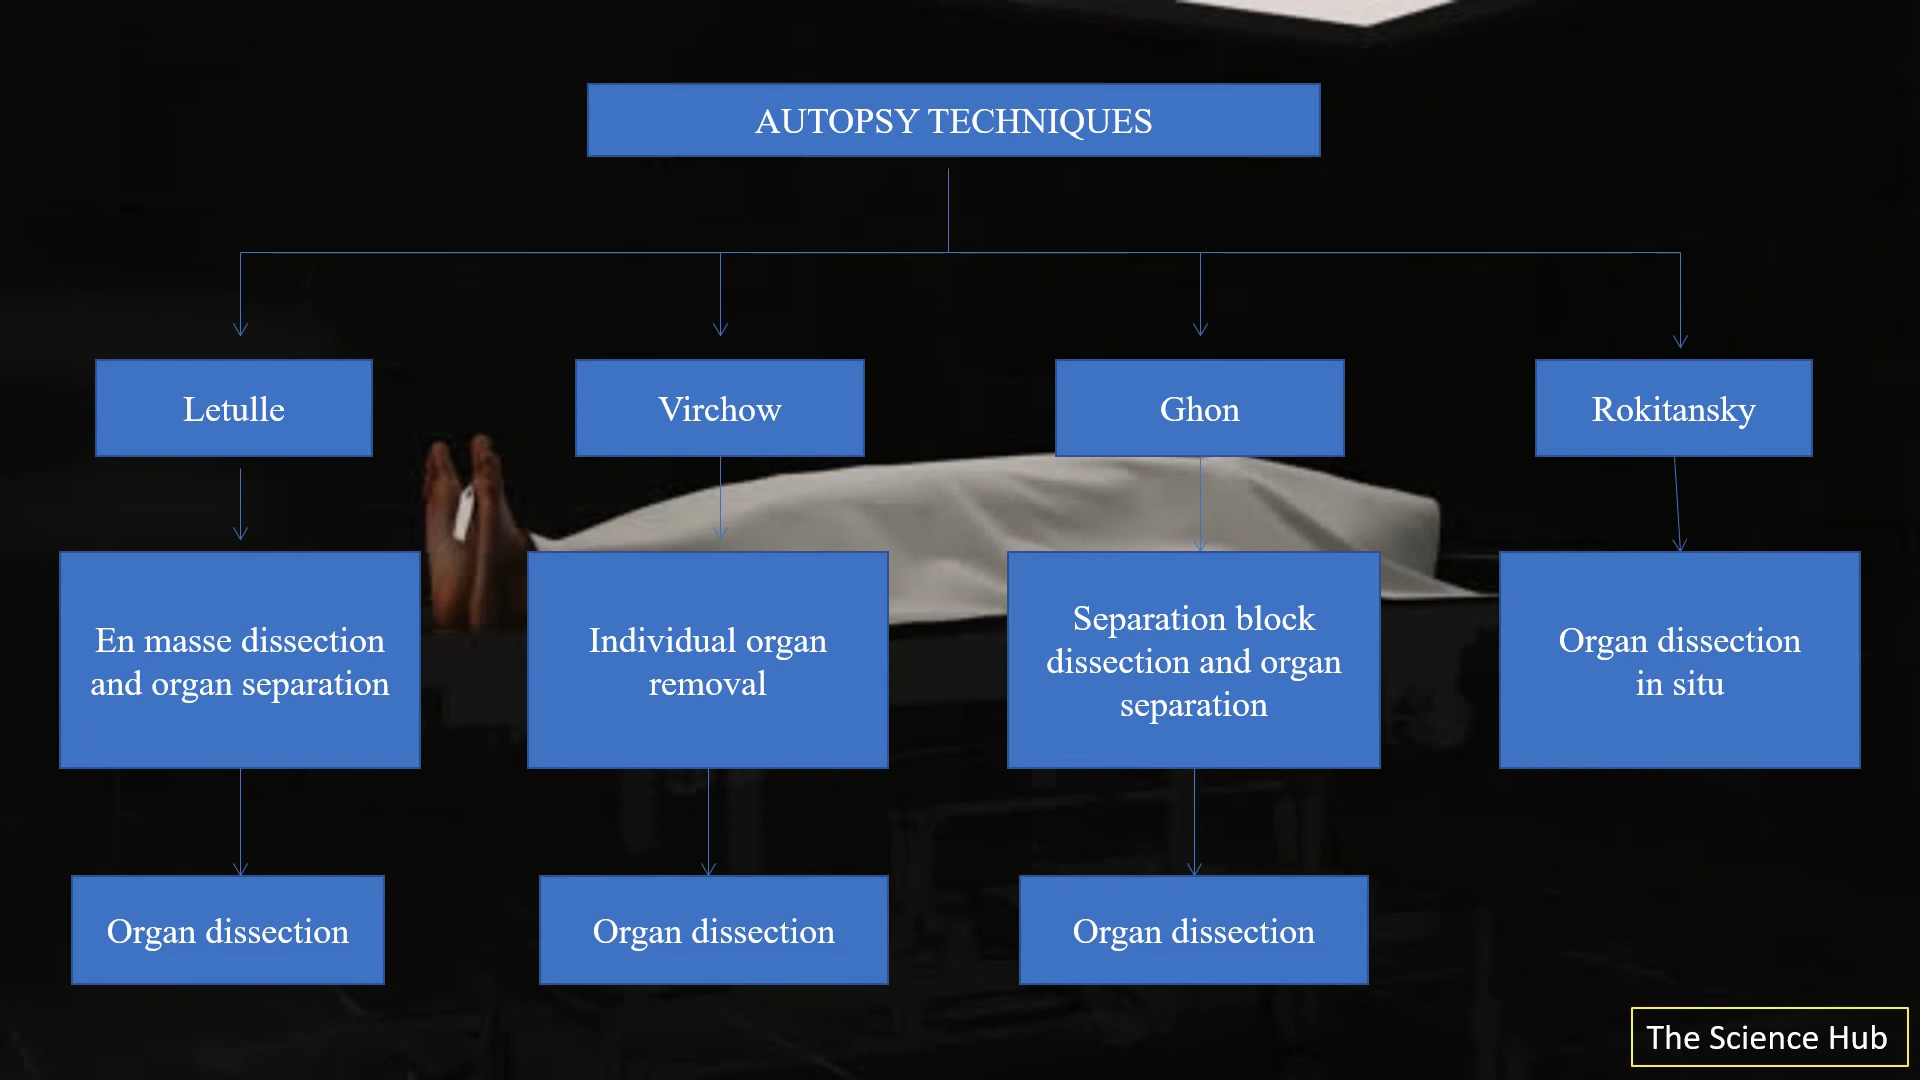 AUTOPSY TECHNIQUES
Letulle
Virchow
Ghon
Rokitansky
En masse dissection
and organ separation
Individual organ
removal
Separation block
dissection and organ
separation
Organ dissection
in situ
Organ dissection
Organ dissection
Organ dissection
The Science Hub